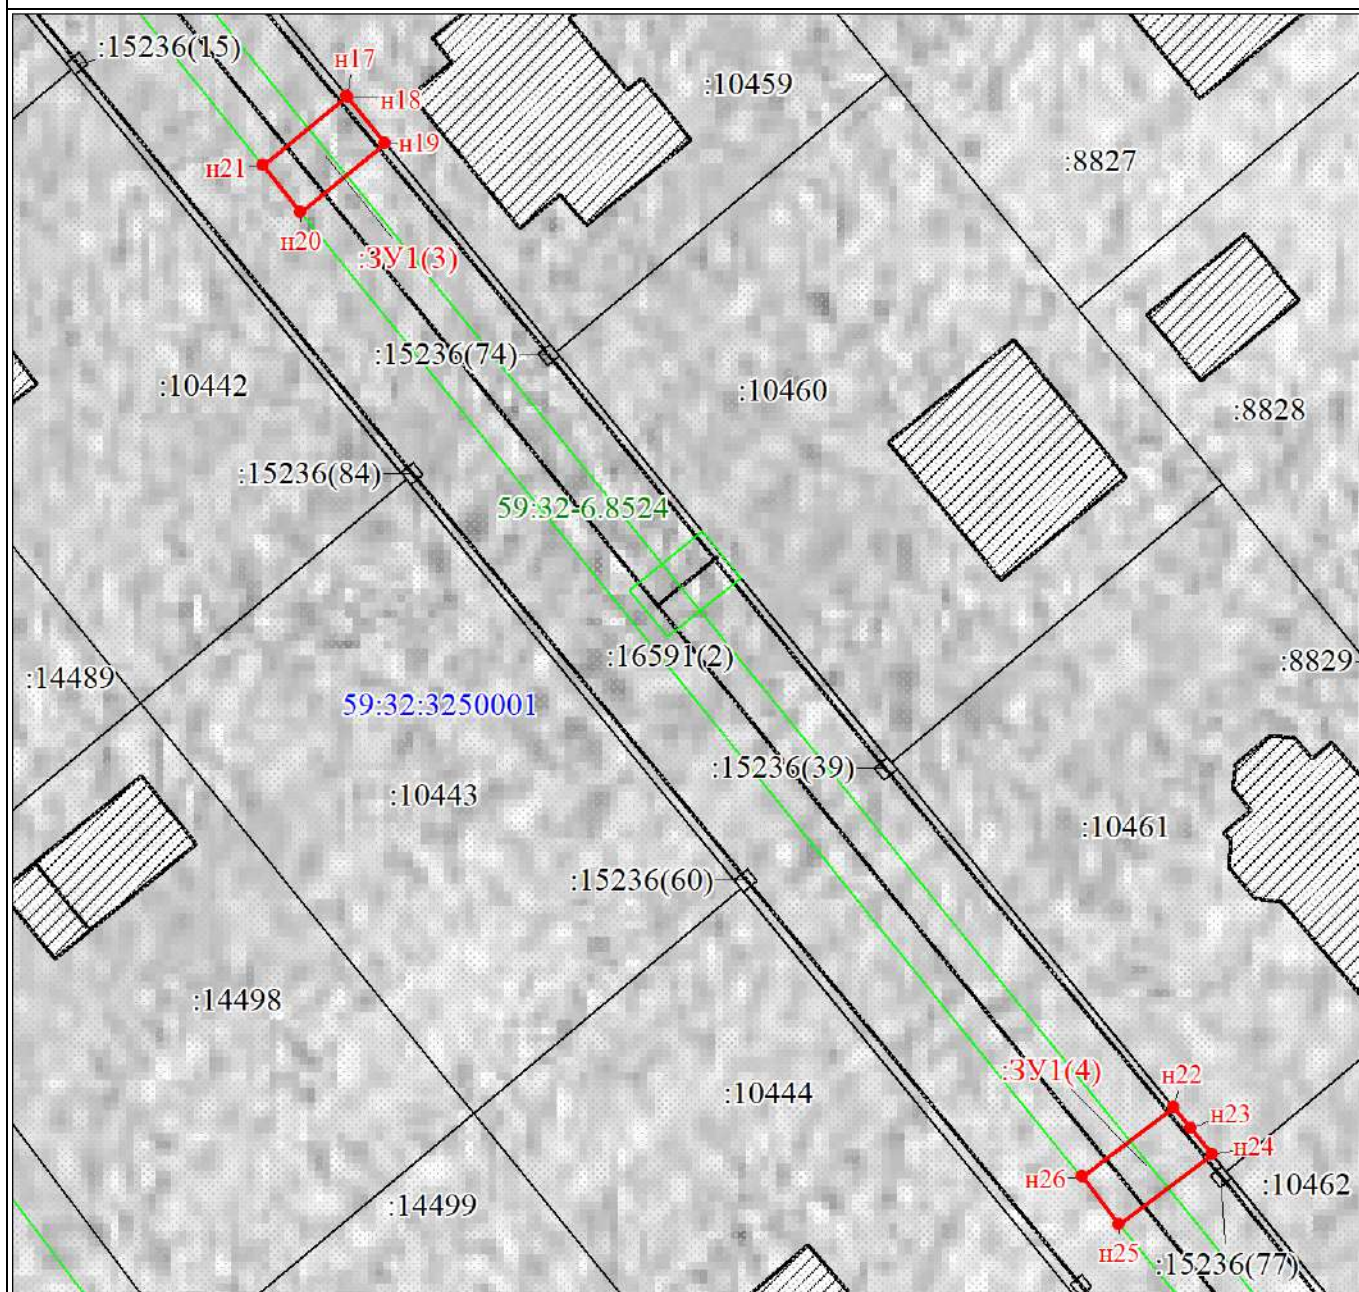 :15236(15)
н17
:10459
н18
н19
:8827
н21
н20
:ЗУ1(3)
:15236(74)
:10442
:10460
:8828
:15236(84)
59:32-6.8524
:16591(2)
:8829
:14489
59:32:3250001
:15236(39)
:10443
:10461
:15236(60)
:14498
:ЗУ1(4)
н22
:10444
н23
н24
н26
:10462
:14499
н25
:15236(77)